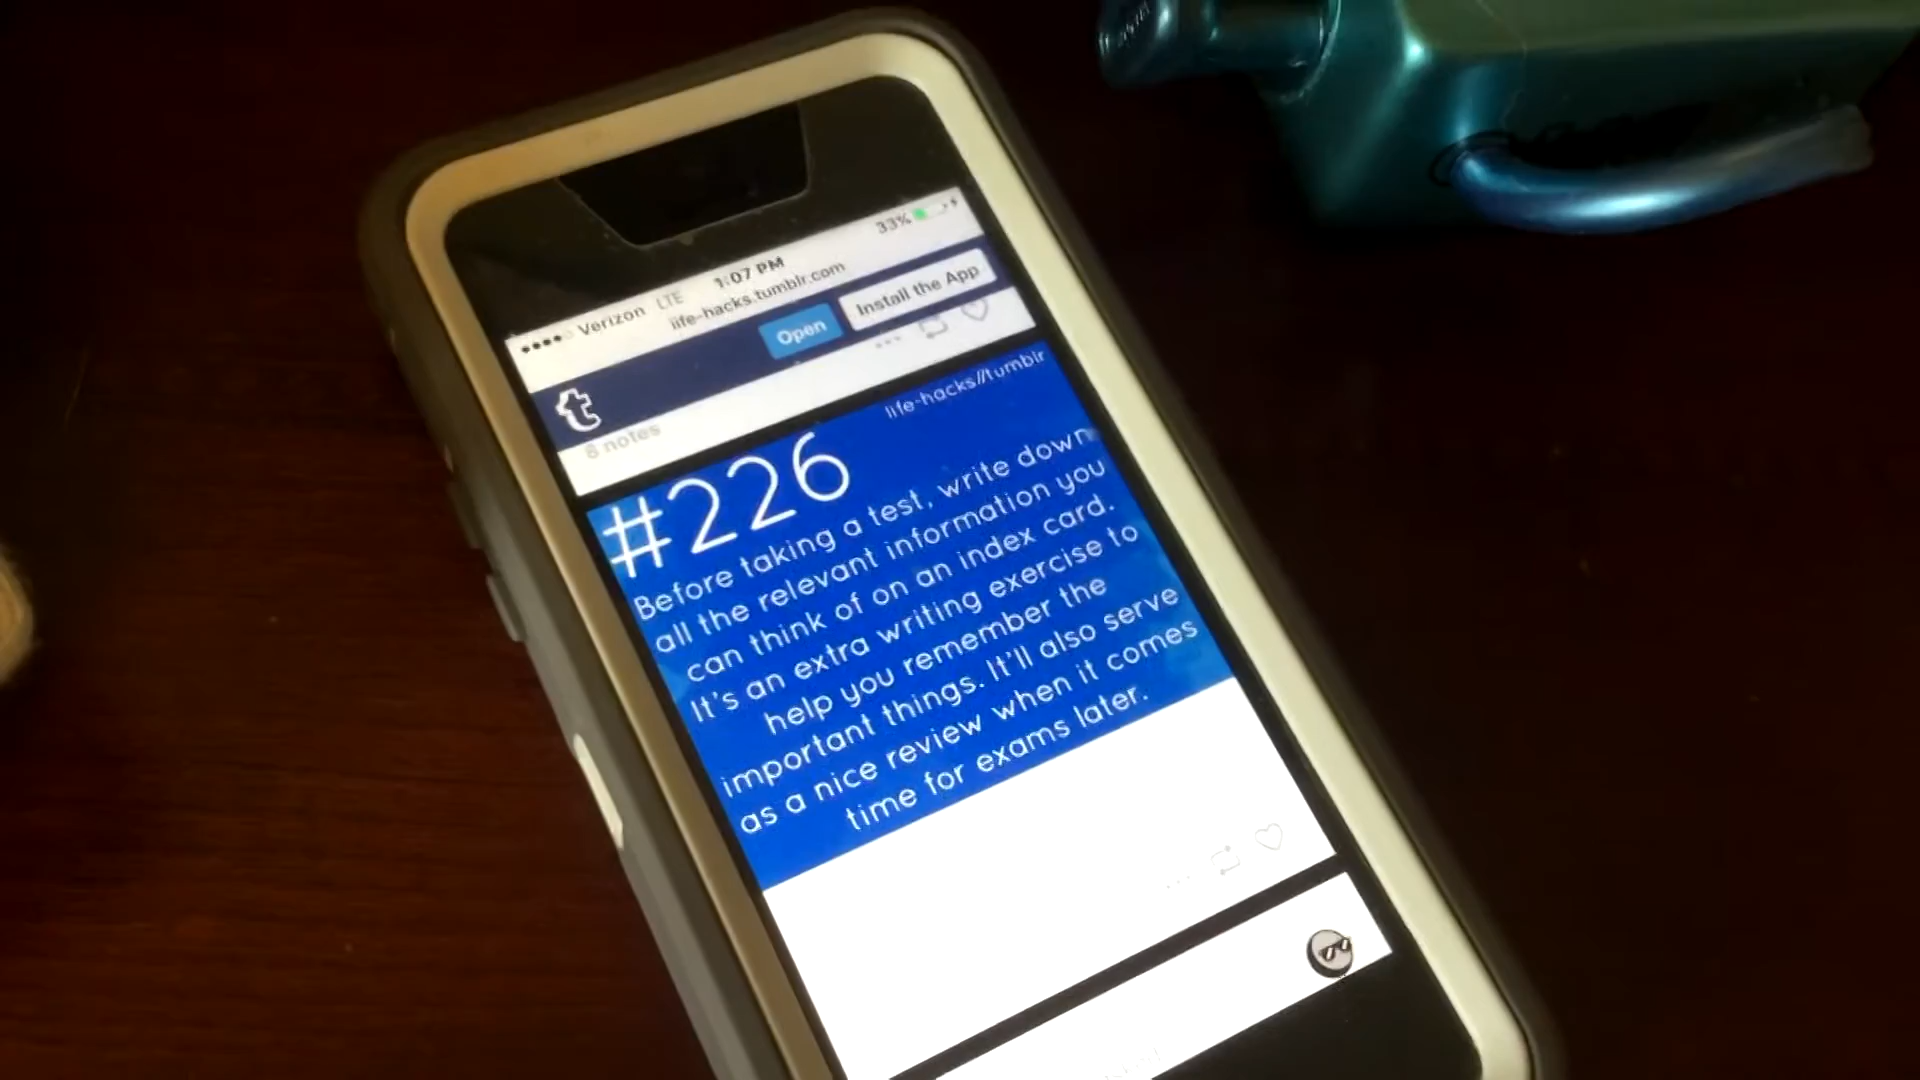 Verizon LTE 1:07 PM 33%
life-hacks.tumblr.com
t Open Install the App
8 notes
life-hacks//tumblr
#226
Before taking a test, write down
all the relevant information you
can think of on an index card.
It's an extra writing exercise to
help you remember the
important things. It'll also serve
as a nice review when it comes
time for exams later.